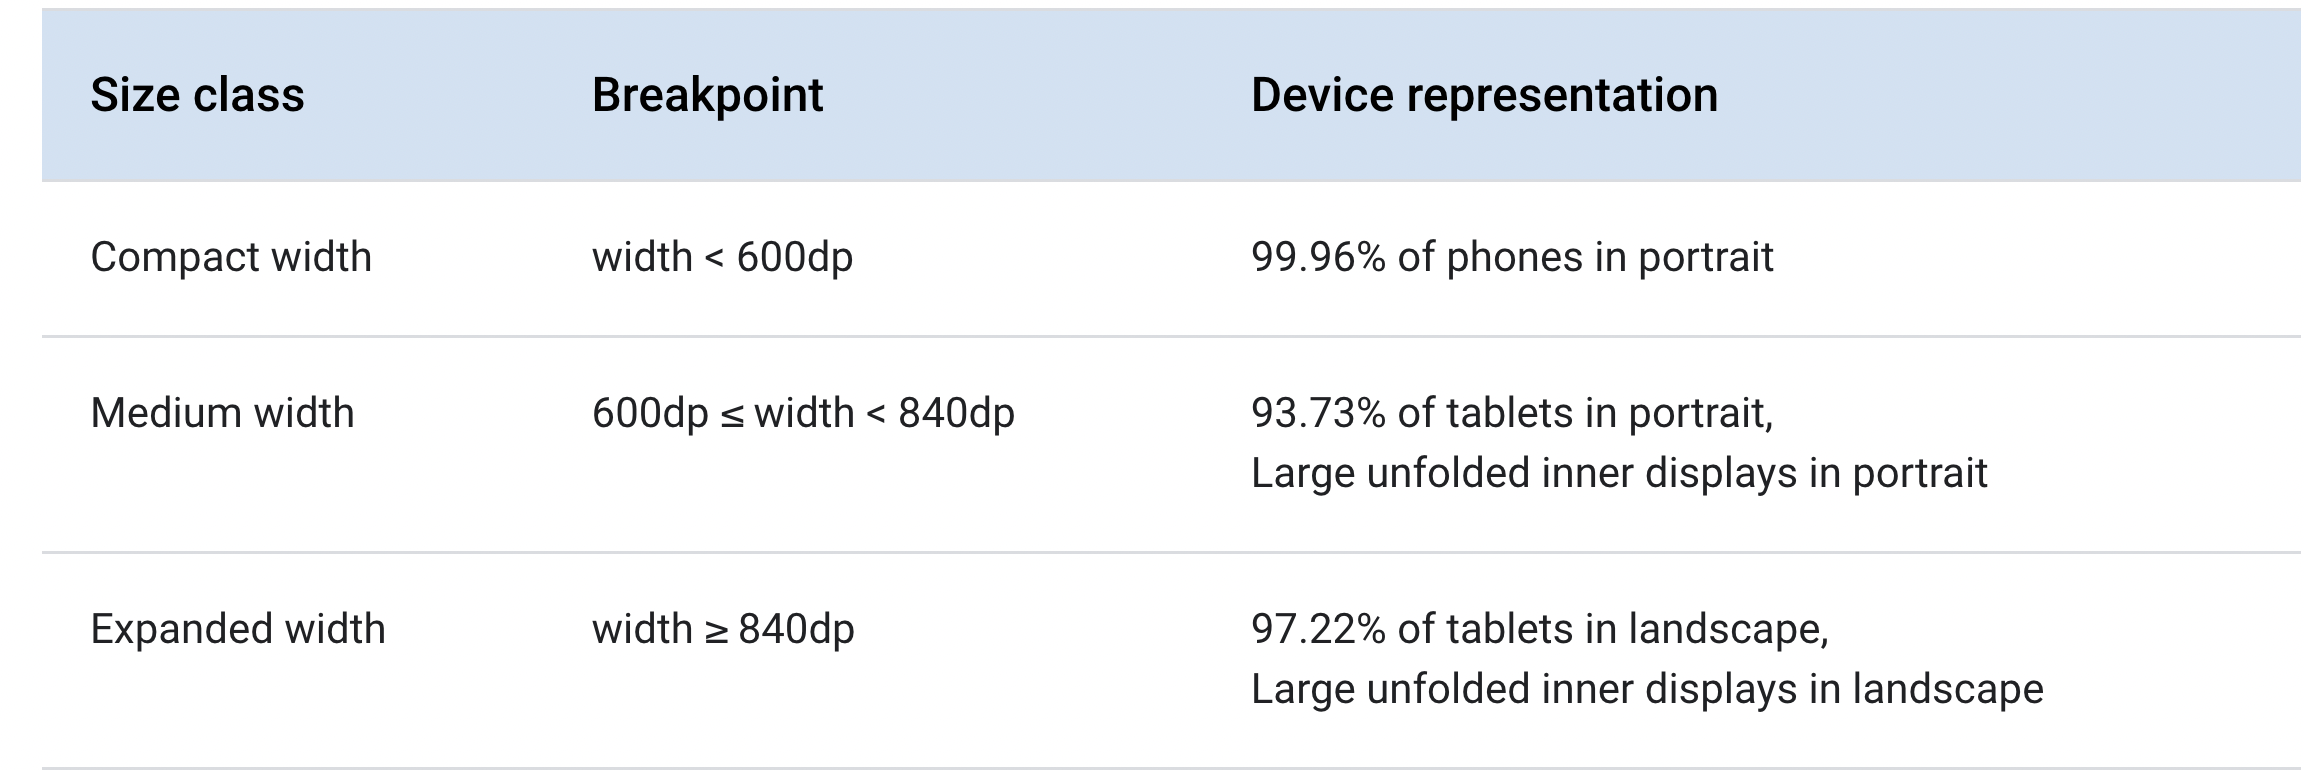 Size class Breakpoint Device representation
Compact width width < 600dp 99.96% of phones in portrait
Medium width 600dp ≤ width < 840dp 93.73% of tablets in portrait,
Large unfolded inner displays in portrait
Expanded width width ≥ 840dp 97.22% of tablets in landscape,
Large unfolded inner displays in landscape